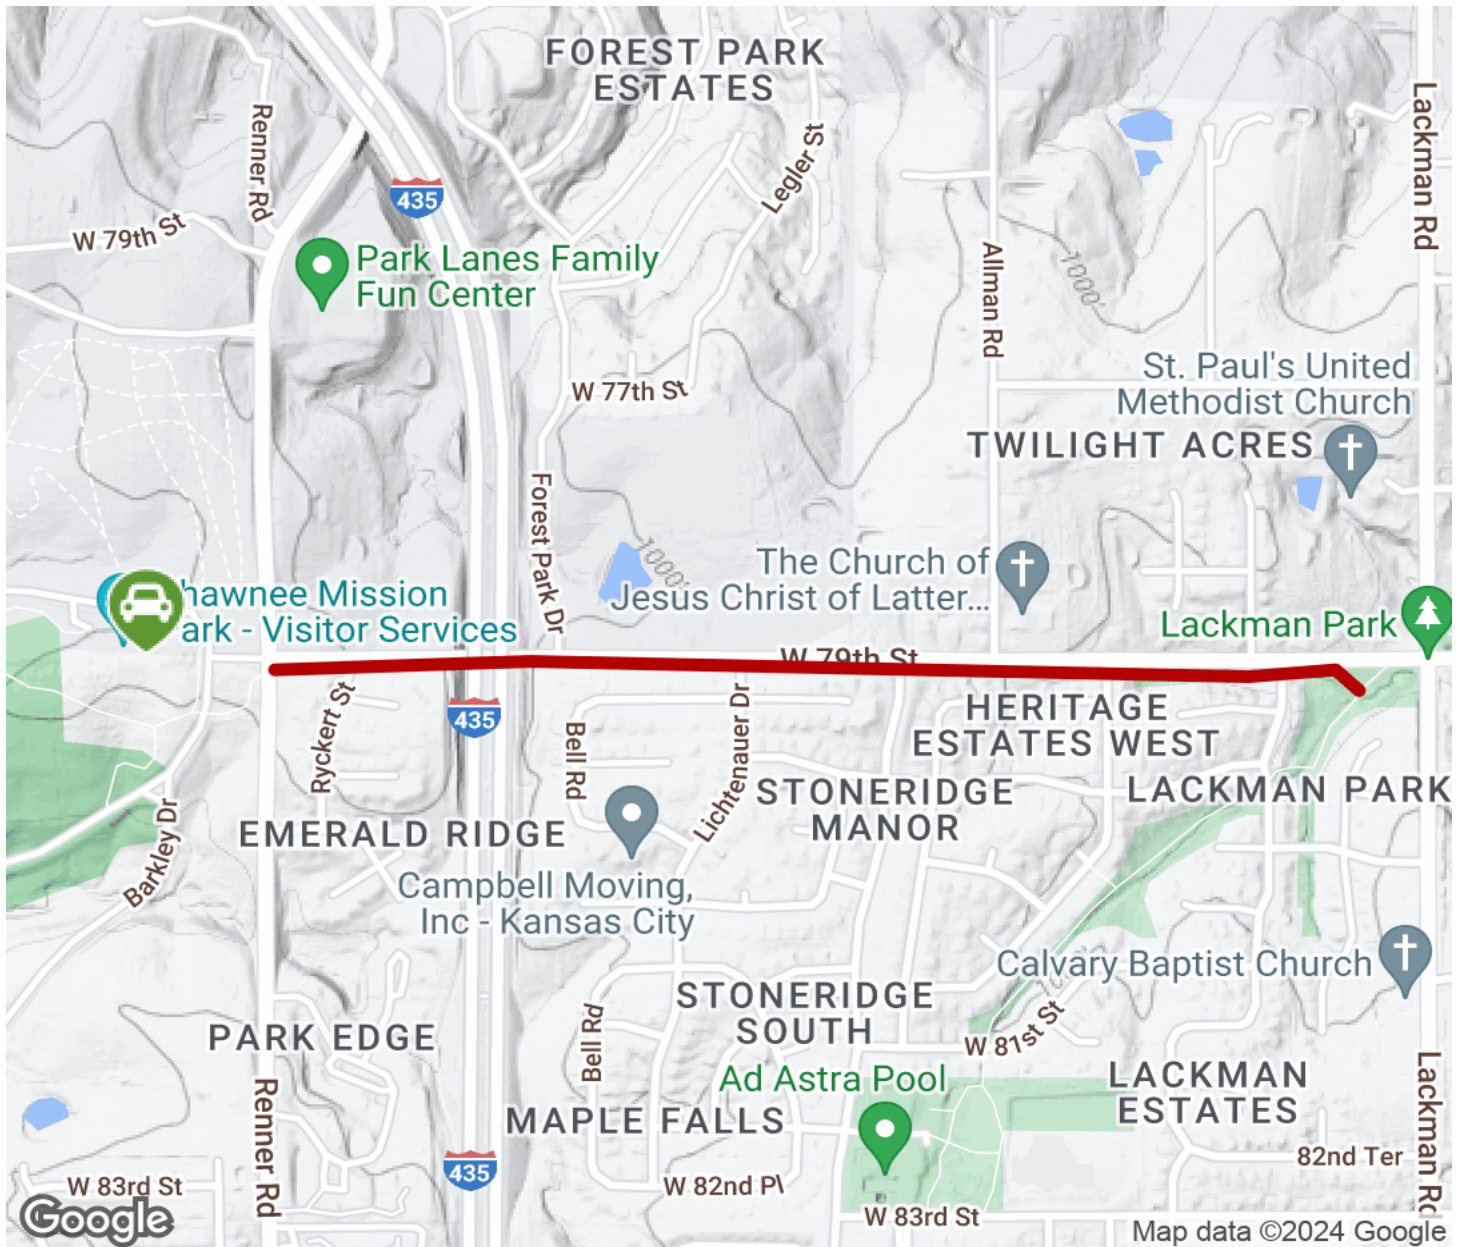 FOREST PARK
ESTATES
Renner Rd
Legler St
Lackman Rd
435
W 79th St
Park Lanes Family
Fun Center
Allman Rd
1000'
St. Paul's United
Methodist Church
W 77th St
TWILIGHT ACRES
Forest Park Dr
1000'
The Church of
Jesus Christ of Latter...
hawnee Mission
ark - Visitor Services
Lackman Park
W 79th St
Ryckert St
435
Bell Rd
Lichtenauer Dr
HERITAGE
ESTATES WEST
STONERIDGE
MANOR
LACKMAN PARK
EMERALD RIDGE
Barkley Dr
Campbell Moving,
Inc - Kansas City
Calvary Baptist Church
STONERIDGE
SOUTH
PARK EDGE
Bell Rd
W 81st St
Ad Astra Pool
LACKMAN
ESTATES
Renner Rd
MAPLE FALLS
Lackman Rd
435
82nd Ter
W 83rd St
W 82nd Pl
W 83rd St
Google
Map data ©2024 Google